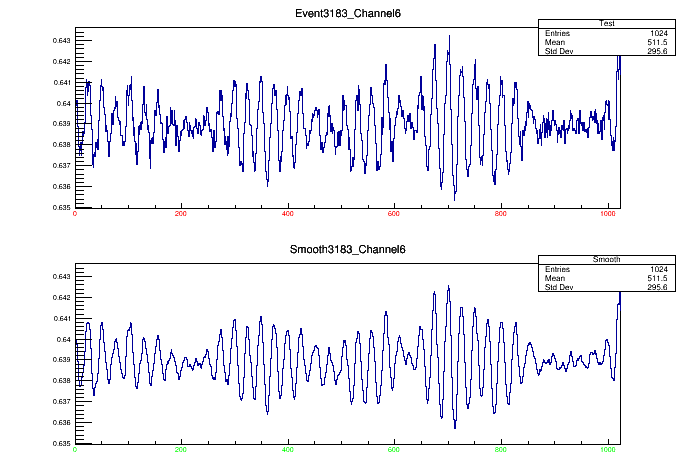 Event3183_Channel6
Test
Entries 1024
Mean 511.5
Std Dev 295.6
0.643
0.642
0.641
0.64
0.639
0.638
0.637
0.636
0.635
0 200 400 600 800 1000
Smooth3183_Channel6
Smooth
Entries 1024
Mean 511.5
Std Dev 295.6
0.643
0.642
0.641
0.64
0.639
0.638
0.637
0.636
0.635
0 200 400 600 800 1000